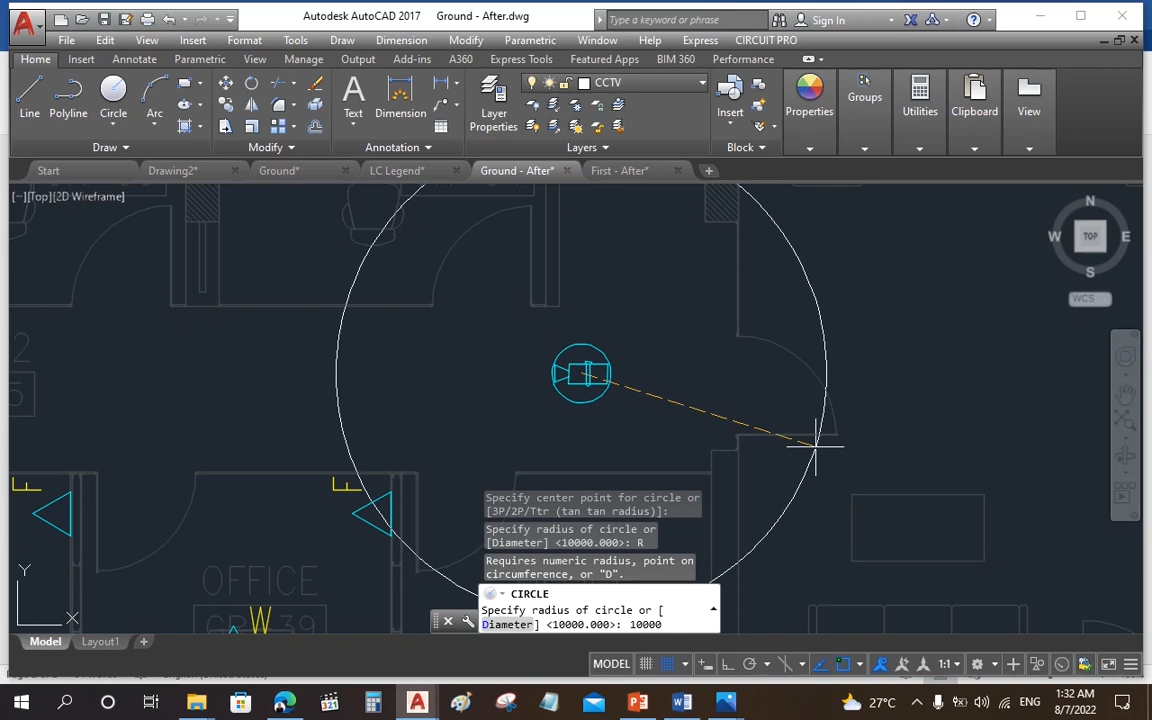 Autodesk AutoCAD 2017 Ground - After.dwg
Type a keyword or phrase
Sign In
File Edit View Insert Format Tools Draw Dimension Modify Parametric Window Help Express CIRCUIT PRO
Home Insert Annotate Parametric View Manage Output Add-ins A360 Express Tools Featured Apps BIM 360 Performance
CCTV
Line Polyline Circle Arc
Text Dimension
Layer Properties
Insert
Properties Groups Utilities Clipboard View
Draw Modify Annotation Layers Block
Start Drawing2* Ground* LC Legend* Ground - After* First - After*
[−][Top][2D Wireframe]
N
W TOP E
S
WCS
2
5
OFFICE
GR 39
W
Y
X
Specify center point for circle or
[3P/2P/Ttr (tan tan radius)]:
Specify radius of circle or
[Diameter] <10000.000>: R
Requires numeric radius, point on
circumference, or "D".
CIRCLE
Specify radius of circle or [
Diameter] <10000.000>: 10000
Model Layout1
MODEL
1:1
27°C
ENG
1:32 AM
8/7/2022